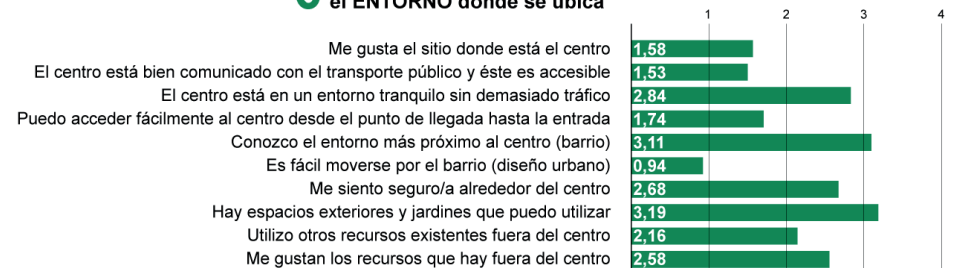 el ENTORNO donde se ubica
1 2 3 4
Me gusta el sitio donde está el centro 1,58
El centro está bien comunicado con el transporte público y éste es accesible 1,53
El centro está en un entorno tranquilo sin demasiado tráfico 2,84
Puedo acceder fácilmente al centro desde el punto de llegada hasta la entrada 1,74
Conozco el entorno más próximo al centro (barrio) 3,11
Es fácil moverse por el barrio (diseño urbano) 0,94
Me siento seguro/a alrededor del centro 2,68
Hay espacios exteriores y jardines que puedo utilizar 3,19
Utilizo otros recursos existentes fuera del centro 2,16
Me gustan los recursos que hay fuera del centro 2,58